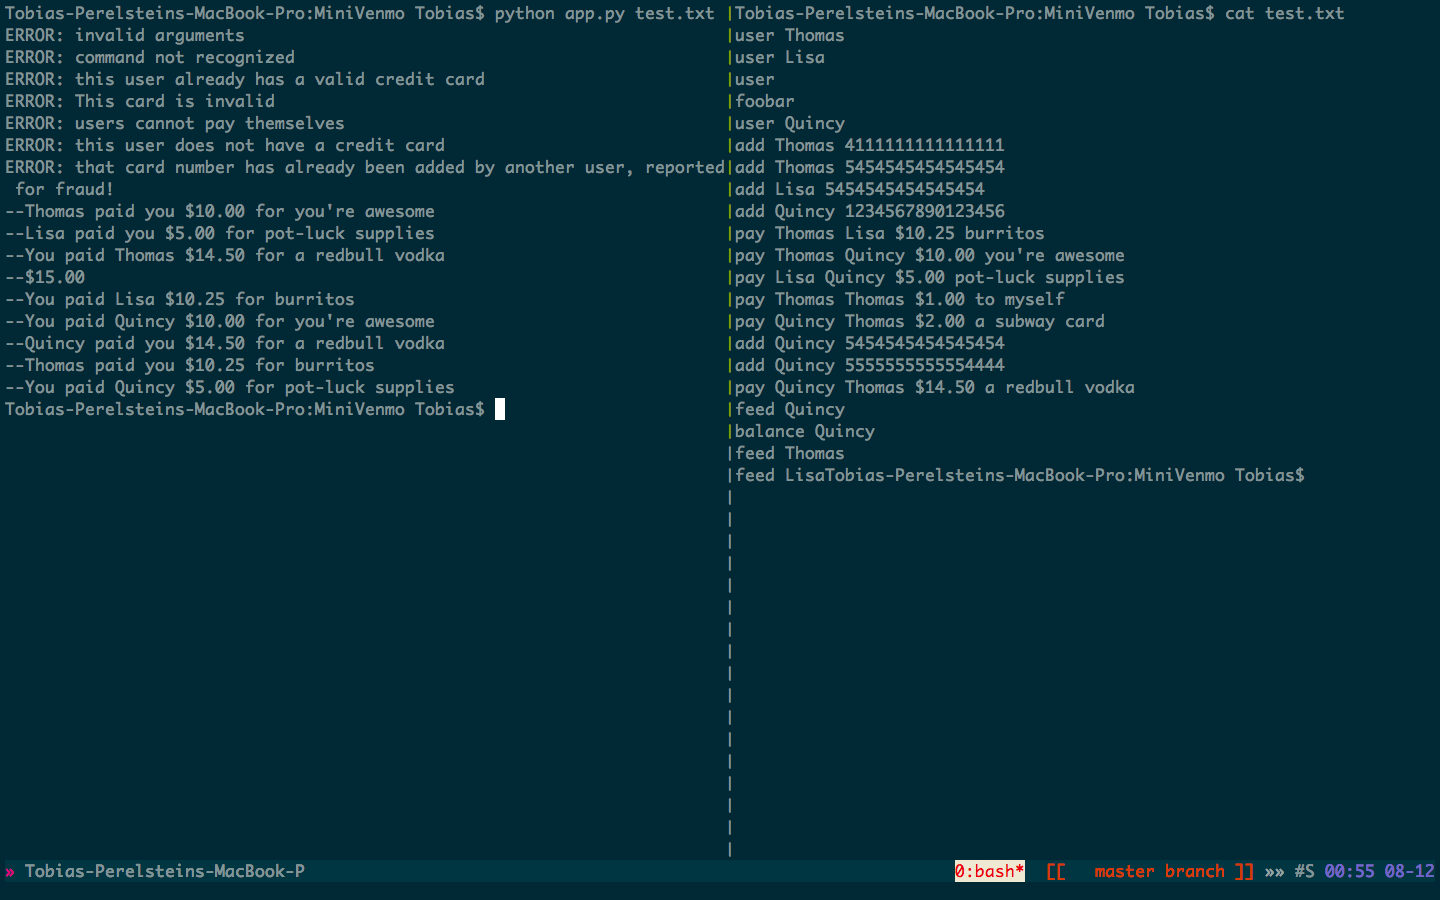 Tobias-Perelsteins-MacBook-Pro:MiniVenmo Tobias$ python app.py test.txt
ERROR: invalid arguments
ERROR: command not recognized
ERROR: this user already has a valid credit card
ERROR: This card is invalid
ERROR: users cannot pay themselves
ERROR: this user does not have a credit card
ERROR: that card number has already been added by another user, reported
 for fraud!
--Thomas paid you $10.00 for you're awesome
--Lisa paid you $5.00 for pot-luck supplies
--You paid Thomas $14.50 for a redbull vodka
--$15.00
--You paid Lisa $10.25 for burritos
--You paid Quincy $10.00 for you're awesome
--Quincy paid you $14.50 for a redbull vodka
--Thomas paid you $10.25 for burritos
--You paid Quincy $5.00 for pot-luck supplies
Tobias-Perelsteins-MacBook-Pro:MiniVenmo Tobias$
Tobias-Perelsteins-MacBook-Pro:MiniVenmo Tobias$ cat test.txt
user Thomas
user Lisa
user
foobar
user Quincy
add Thomas 4111111111111111
add Thomas 5454545454545454
add Lisa 5454545454545454
add Quincy 1234567890123456
pay Thomas Lisa $10.25 burritos
pay Thomas Quincy $10.00 you're awesome
pay Lisa Quincy $5.00 pot-luck supplies
pay Thomas Thomas $1.00 to myself
pay Quincy Thomas $2.00 a subway card
add Quincy 5454545454545454
add Quincy 5555555555554444
pay Quincy Thomas $14.50 a redbull vodka
feed Quincy
balance Quincy
feed Thomas
feed LisaTobias-Perelsteins-MacBook-Pro:MiniVenmo Tobias$
» Tobias-Perelsteins-MacBook-P 0:bash* [[ master branch ]] »» #S 00:55 08-12